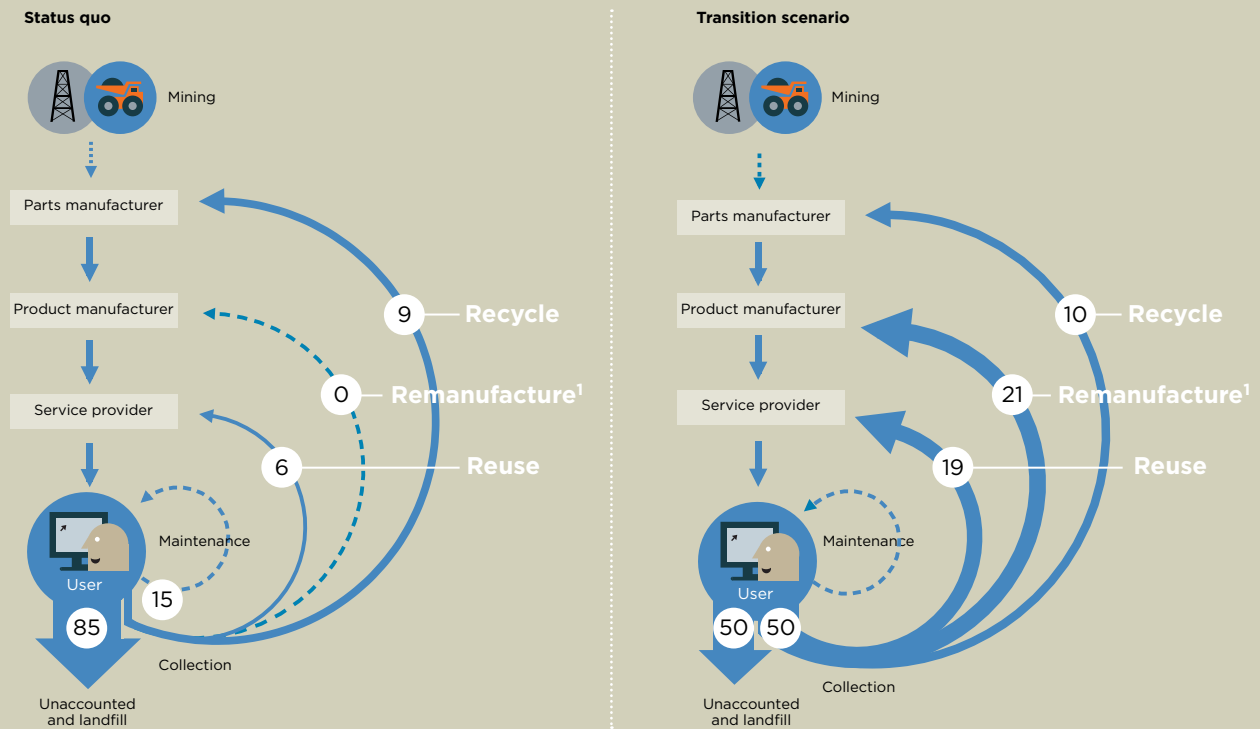 Status quo
Mining
Parts manufacturer
9
Recycle
Product manufacturer
0
Remanufacture¹
Service provider
6
Reuse
Maintenance
User
15
85
Collection
Unaccounted
and landfill
Transition scenario
Mining
Parts manufacturer
Product manufacturer
10
Recycle
21
Remanufacture¹
Service provider
19
Reuse
Maintenance
User
50
50
Collection
Unaccounted
and landfill